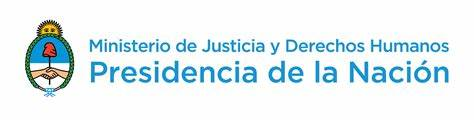 Ministerio de Justicia y Derechos Humanos
Presidencia de la Nación